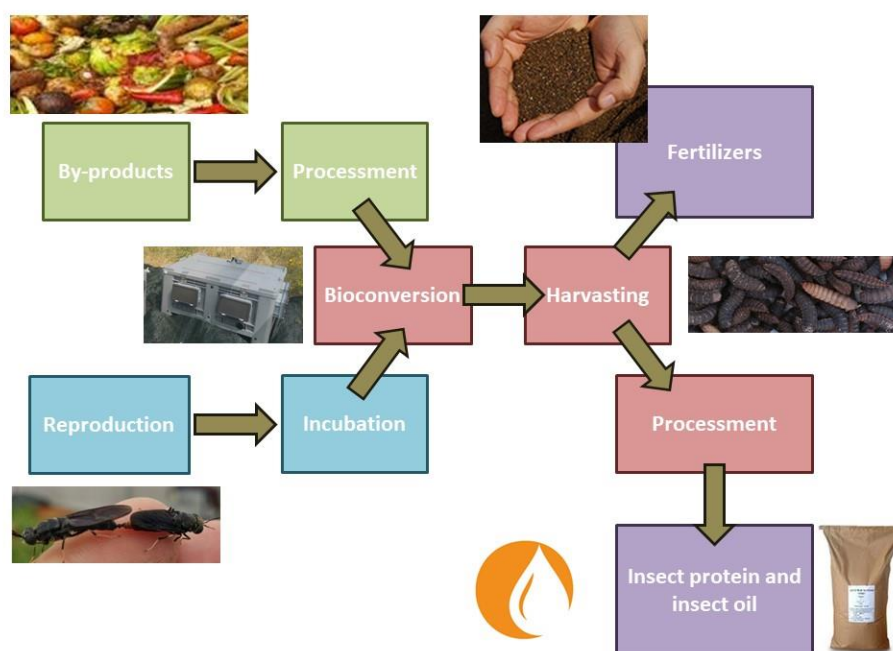 By-products
Processment
Fertilizers
Bioconversion
Harvasting
Reproduction
Incubation
Processment
Insect protein and
insect oil